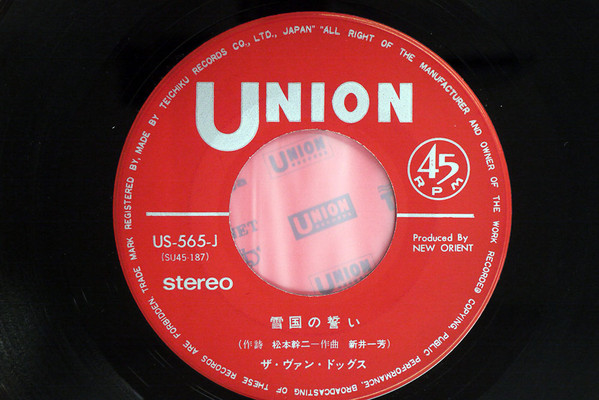 TRADE MARK REGISTERED BY, MADE BY TEICHIKU RECORDS CO., LTD., JAPAN" "ALL RIGHT OF THE MANUFACTURER AND OWNER OF THE WORK RECORDED COPYING, PUBLIC PERFORMANCE, BROADCASTING OF THESE RECORDS ARE FORBIDDEN.
UNION
45
RPM
UNION
RECORDS
UNION
RECORDS
UNION
US-565-J
(SU45-187)
stereo
Produced By
NEW ORIENT
雪国の誓い
(作詩 松本幹二—作曲 新井一芳)
ザ・ヴァン・ドッグス